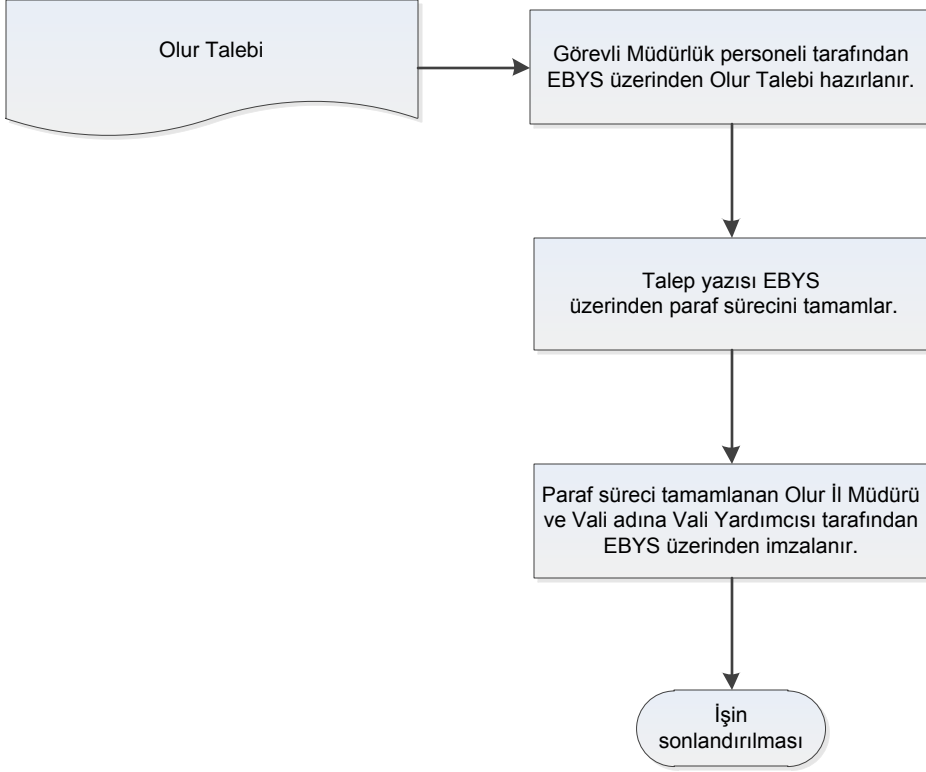 Olur Talebi
Görevli Müdürlük personeli tarafından
EBYS üzerinden Olur Talebi hazırlanır.
Talep yazısı EBYS
üzerinden paraf sürecini tamamlar.
Paraf süreci tamamlanan Olur İl Müdürü
ve Vali adına Vali Yardımcısı tarafından
EBYS üzerinden imzalanır.
İşin
sonlandırılması